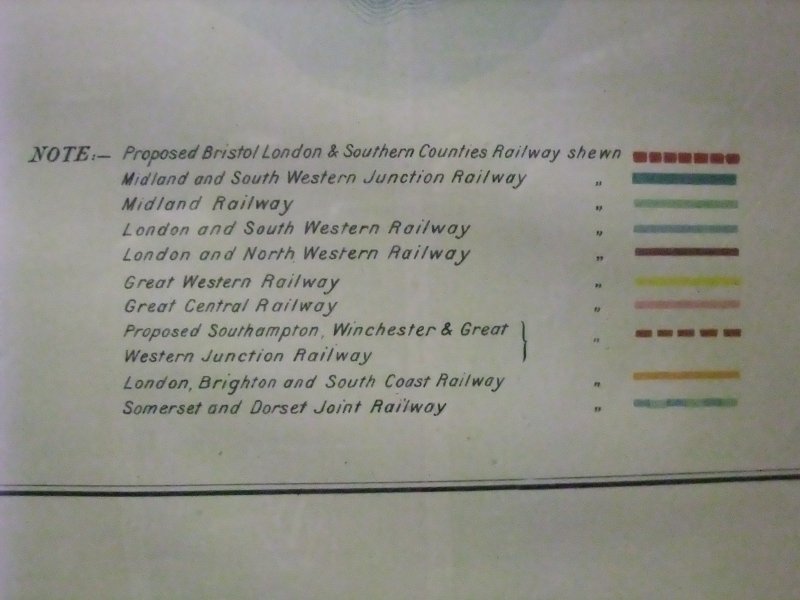 NOTE:— Proposed Bristol London & Southern Counties Railway shewn
Midland and South Western Junction Railway „
Midland Railway „
London and South Western Railway „
London and North Western Railway „
Great Western Railway „
Great Central Railway „
Proposed Southampton, Winchester & Great „
Western Junction Railway
London, Brighton and South Coast Railway „
Somerset and Dorset Joint Railway „